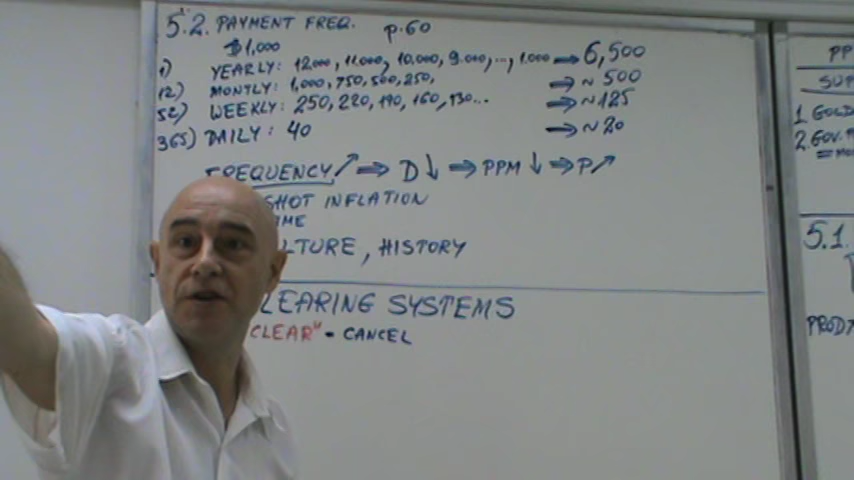 5.2. PAYMENT FREQ. p.60
$1,000
1) YEARLY: 12.000, 11.000, 10.000, 9.000, ..., 1.000 → 6,500
12) MONTLY: 1,000, 750, 500, 250, ⇒ ~ 500
52) WEEKLY: 250, 220, 190, 160, 130... ⇒ ~ 125
365) DAILY: 40 ⇒ ~ 20
FREQUENCY ↗ ⇒ D ↓ ⇒ PPM ↓ ⇒ P ↗
SHOT INFLATION
IME
LTURE, HISTORY
LEARING SYSTEMS
CLEAR" - CANCEL
PP
SUP
1 GOLD
2 GOV.
5.1.
PROD